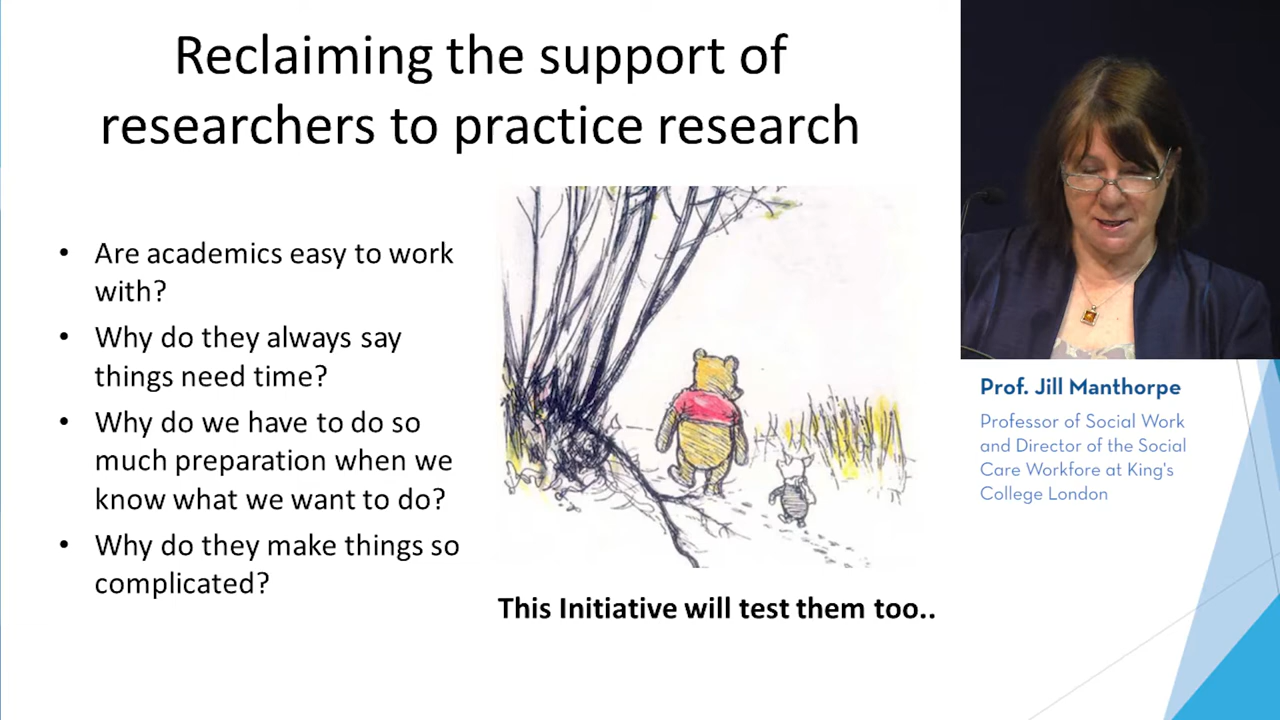 Reclaiming the support of
researchers to practice research
• Are academics easy to work
with?
• Why do they always say
things need time?
• Why do we have to do so
much preparation when we
know what we want to do?
• Why do they make things so
complicated?
This Initiative will test them too..
Prof. Jill Manthorpe
Professor of Social Work
and Director of the Social
Care Workfore at King's
College London